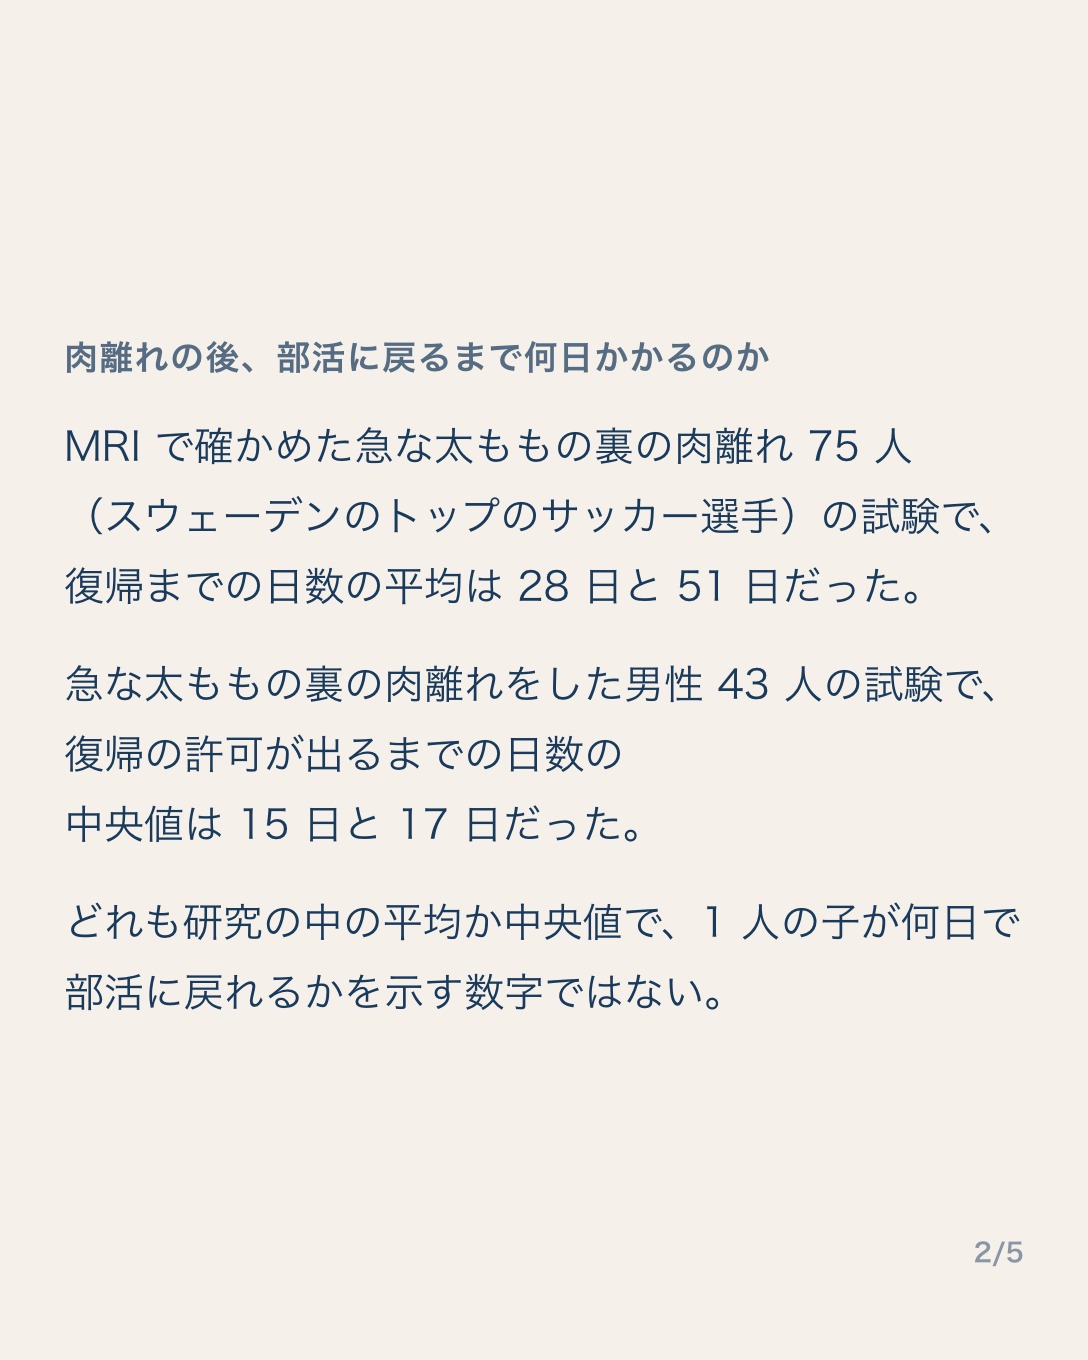 肉離れの後、部活に戻るまで何日かかるのか
MRI で確かめた急な太ももの裏の肉離れ 75 人
（スウェーデンのトップのサッカー選手）の試験で、
復帰までの日数の平均は 28 日と 51 日だった。
急な太ももの裏の肉離れをした男性 43 人の試験で、
復帰の許可が出るまでの日数の
中央値は 15 日と 17 日だった。
どれも研究の中の平均か中央値で、1 人の子が何日で
部活に戻れるかを示す数字ではない。
2/5